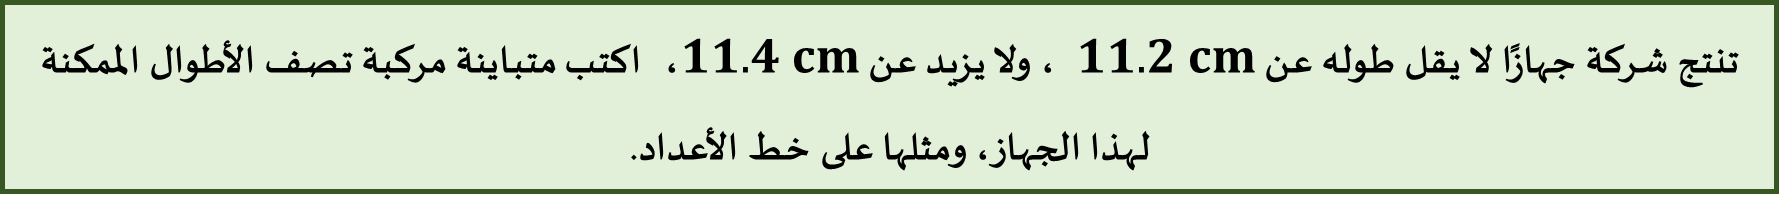 تنتج شركة جهازًا لا يقل طوله عن 11.2 cm ، ولا يزيد عن 11.4 cm، اكتب متباينة مركبة تصف الأطوال الممكنة
لهذا الجهاز، ومثلها على خط الأعداد.